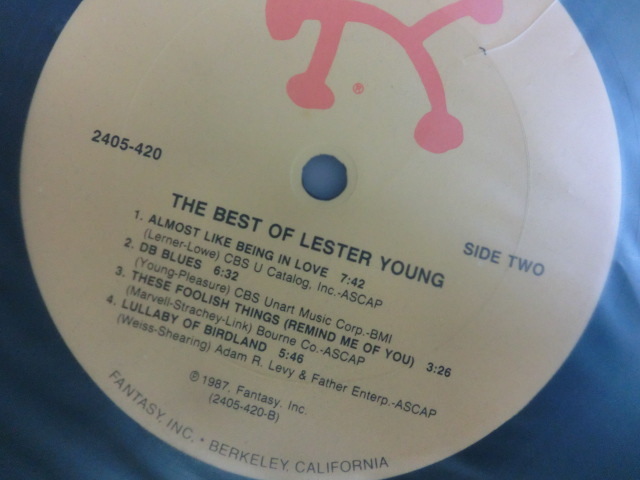 ®
2405-420
THE BEST OF LESTER YOUNG
SIDE TWO
1. ALMOST LIKE BEING IN LOVE 7:42
(Lerner-Lowe) CBS U Catalog, Inc.-ASCAP
2. DB BLUES 6:32
(Young-Pleasure) CBS Unart Music Corp.-BMI
3. THESE FOOLISH THINGS (REMIND ME OF YOU) 3:26
(Marvell-Strachey-Link) Bourne Co.-ASCAP
4. LULLABY OF BIRDLAND 5:46
(Weiss-Shearing) Adam R. Levy & Father Enterp.-ASCAP
℗ 1987, Fantasy, Inc.
(2405-420-B)
FANTASY, INC. • BERKELEY, CALIFORNIA